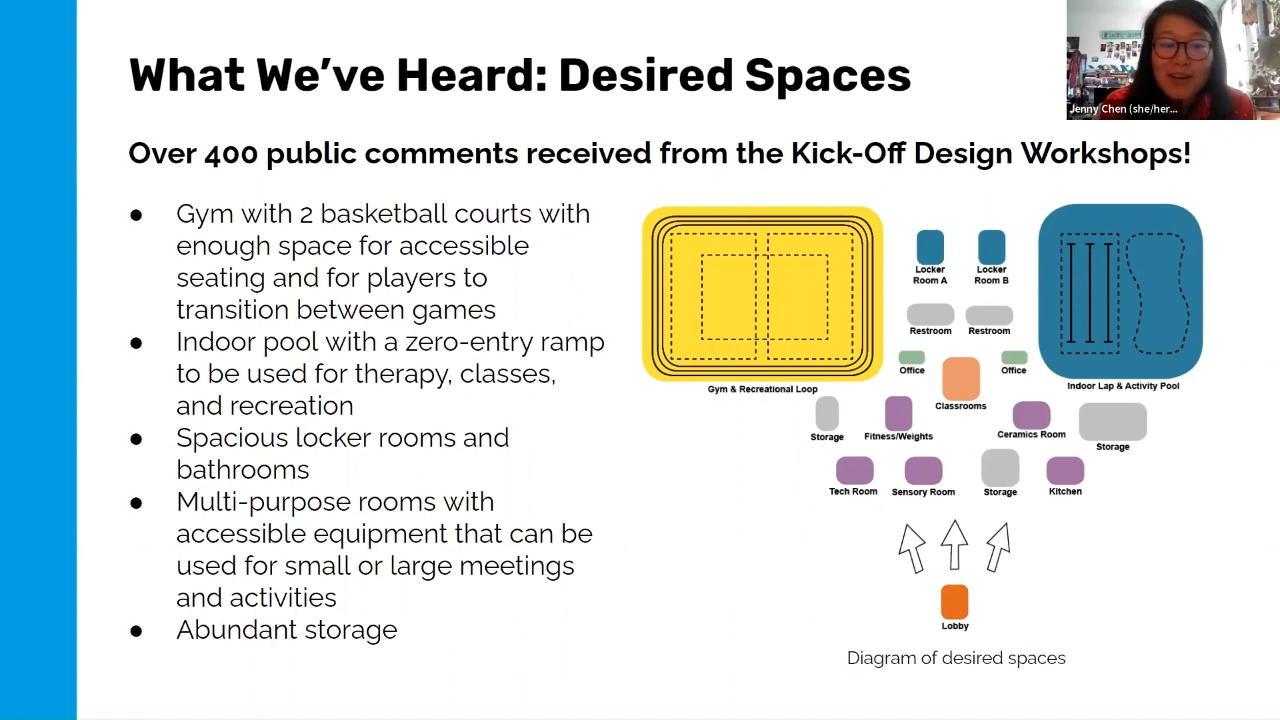 What We've Heard: Desired Spaces
Jenny Chen (she/her...
Over 400 public comments received from the Kick-Off Design Workshops!
● Gym with 2 basketball courts with
enough space for accessible
seating and for players to
transition between games
● Indoor pool with a zero-entry ramp
to be used for therapy, classes,
and recreation
● Spacious locker rooms and
bathrooms
● Multi-purpose rooms with
accessible equipment that can be
used for small or large meetings
and activities
● Abundant storage
Gym & Recreational Loop
Locker
Room A
Locker
Room B
Restroom
Restroom
Office
Office
Classrooms
Indoor Lap & Activity Pool
Storage
Fitness/Weights
Ceramics Room
Storage
Tech Room
Sensory Room
Storage
Kitchen
Lobby
Diagram of desired spaces